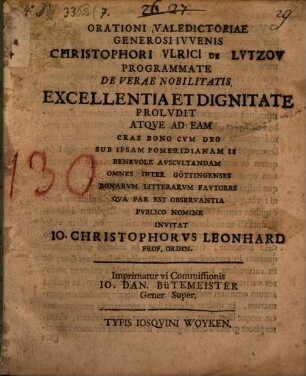 26 27.
ORATIONI VALEDICTORIAE
GENEROSI IVVENIS
CHRISTOPHORI VLRICI DE LVTZOV
PROGRAMMATE
DE VERAE NOBILITATIS
EXCELLENTIA ET DIGNITATE
PROLVDIT
ATQVE AD EAM
CRAS BONO CVM DEO
SUB IPSAM POMERIDIANAM II
BENEVOLE AVSCVLTANDAM
OMNES INTER GÖTTINGENSES
BONARVM LITTERARVM FAVTORES
QVA PAR EST OBSERVANTIA
PVBLICO NOMINE
INVITAT
130
IO. CHRISTOPHORVS LEONHARD
PROF. ORDIN.
Imprimatur vi Commissionis
IO. DAN. BüTEMEISTER
Gener Super.
TYPIS IOSQVINI WOYKEN.